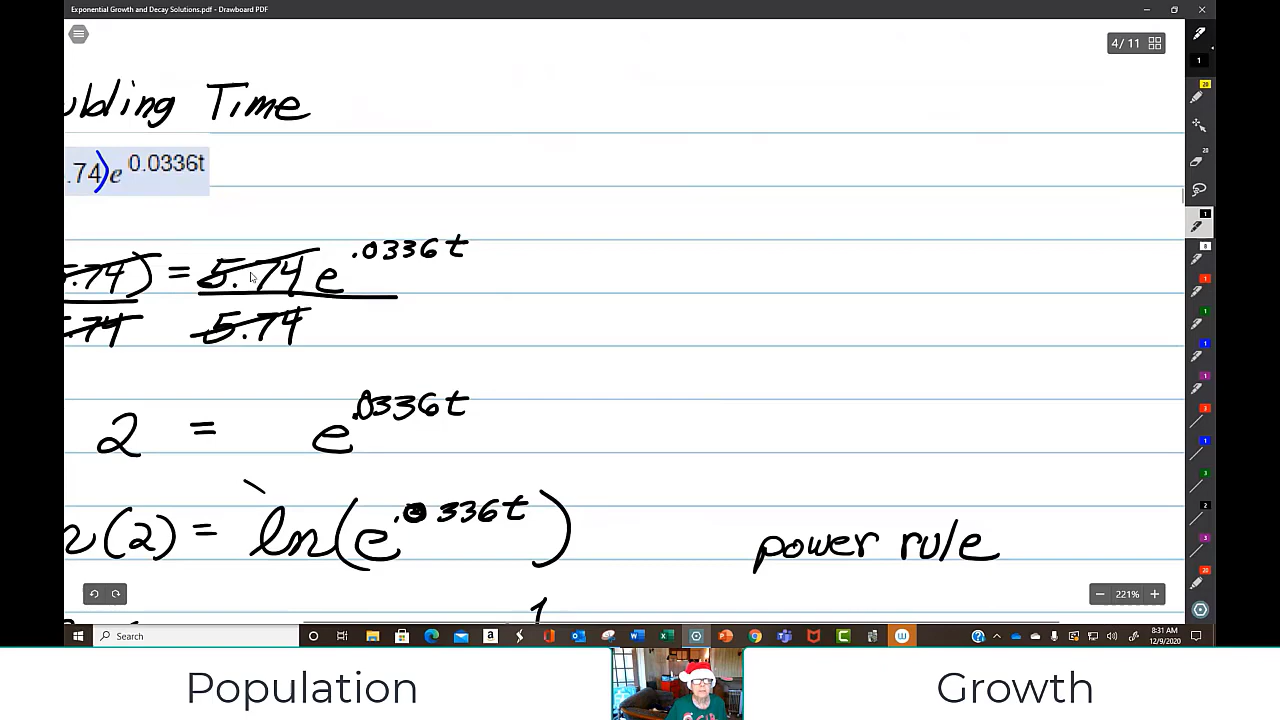 Exponential Growth and Decay Solutions.pdf - Drawboard PDF
4 / 11
ubling Time
.74)e^0.0336t
5.74) = 5.74 e^.0336t
5.74 5.74
2 = e^.0336t
n(2) = ln(e^.0336t)
power rule
221%
1
Search
8:31 AM
12/9/2020
Population
Growth